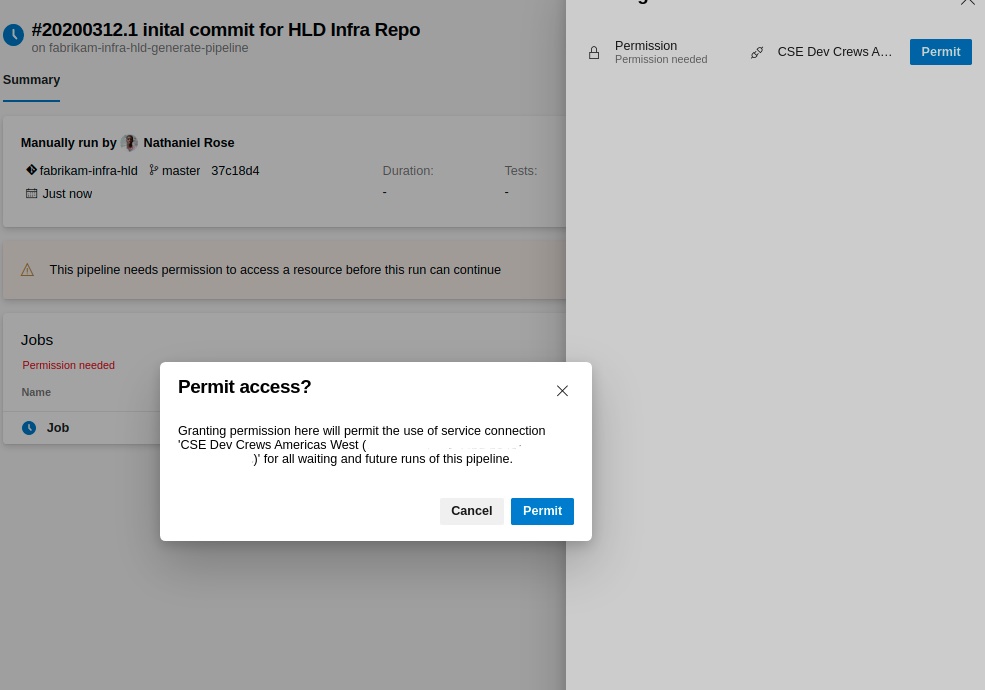 #20200312.1 inital commit for HLD Infra Repo
on fabrikam-infra-hld-generate-pipeline
Summary
Manually run by Nathaniel Rose
fabrikam-infra-hld master 37c18d4
Just now
Duration:
-
Tests:
-
This pipeline needs permission to access a resource before this run can continue
Jobs
Permission needed
Name
Job
Permission
Permission needed
CSE Dev Crews A...
Permit
Permit access?
Granting permission here will permit the use of service connection
'CSE Dev Crews Americas West (
)' for all waiting and future runs of this pipeline.
Cancel
Permit